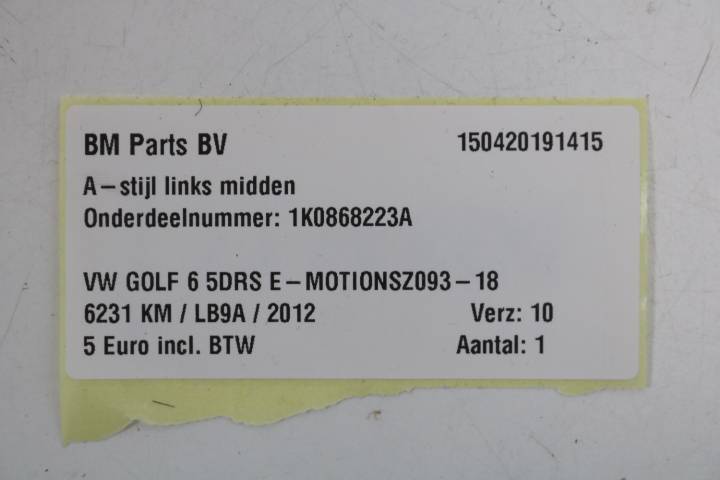 BM Parts BV 150420191415
A-stijl links midden
Onderdeelnummer: 1K0868223A
VW GOLF 6 5DRS E-MOTIONSZ093-18
6231 KM / LB9A / 2012 Verz: 10
5 Euro incl. BTW Aantal: 1